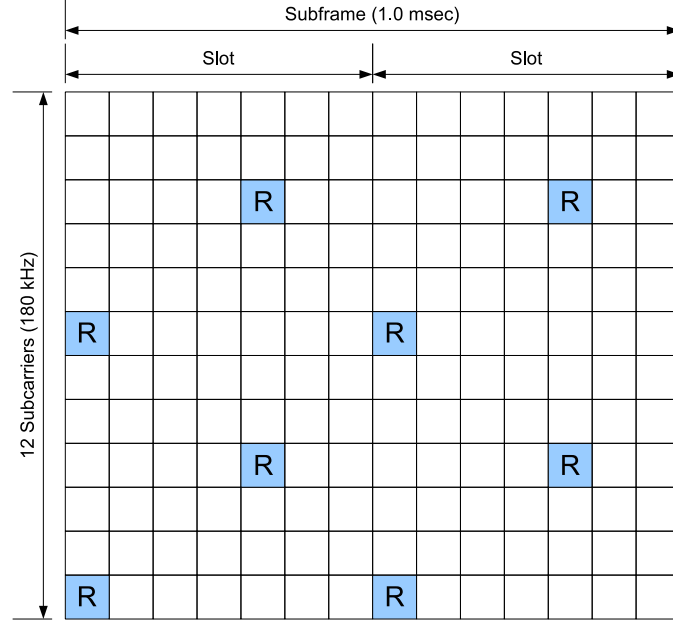 Subframe (1.0 msec)
Slot Slot
12 Subcarriers (180 kHz)
R R
R R
R R
R R